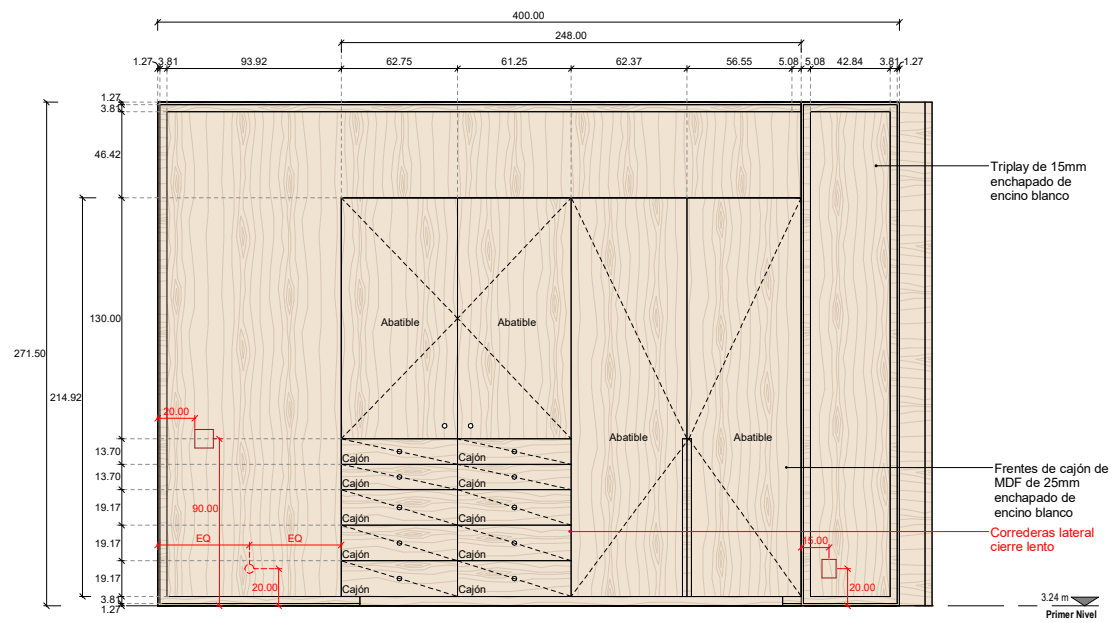 400.00
248.00
1.27
3.81
93.92
62.75
61.25
62.37
56.55
5.08
5.08
42.84
3.81
1.27
1.27
3.81
46.42
Triplay de 15mm
enchapado de
encino blanco
130.00
Abatible
Abatible
271.50
214.92
20.00
Abatible
Abatible
13.70
Cajón
Cajón
13.70
Cajón
Cajón
Frentes de cajón de
MDF de 25mm
enchapado de
encino blanco
90.00
19.17
Cajón
Cajón
Correderas lateral
cierre lento
EQ
EQ
19.17
15.00
Cajón
Cajón
20.00
19.17
20.00
Cajón
Cajón
3.81
1.27
3.24 m
Primer Nivel